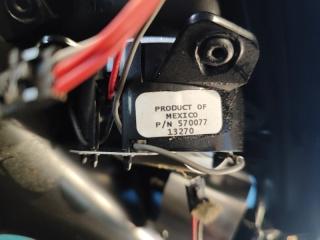 PRODUCT OF
MEXICO
P/N 570077
13270